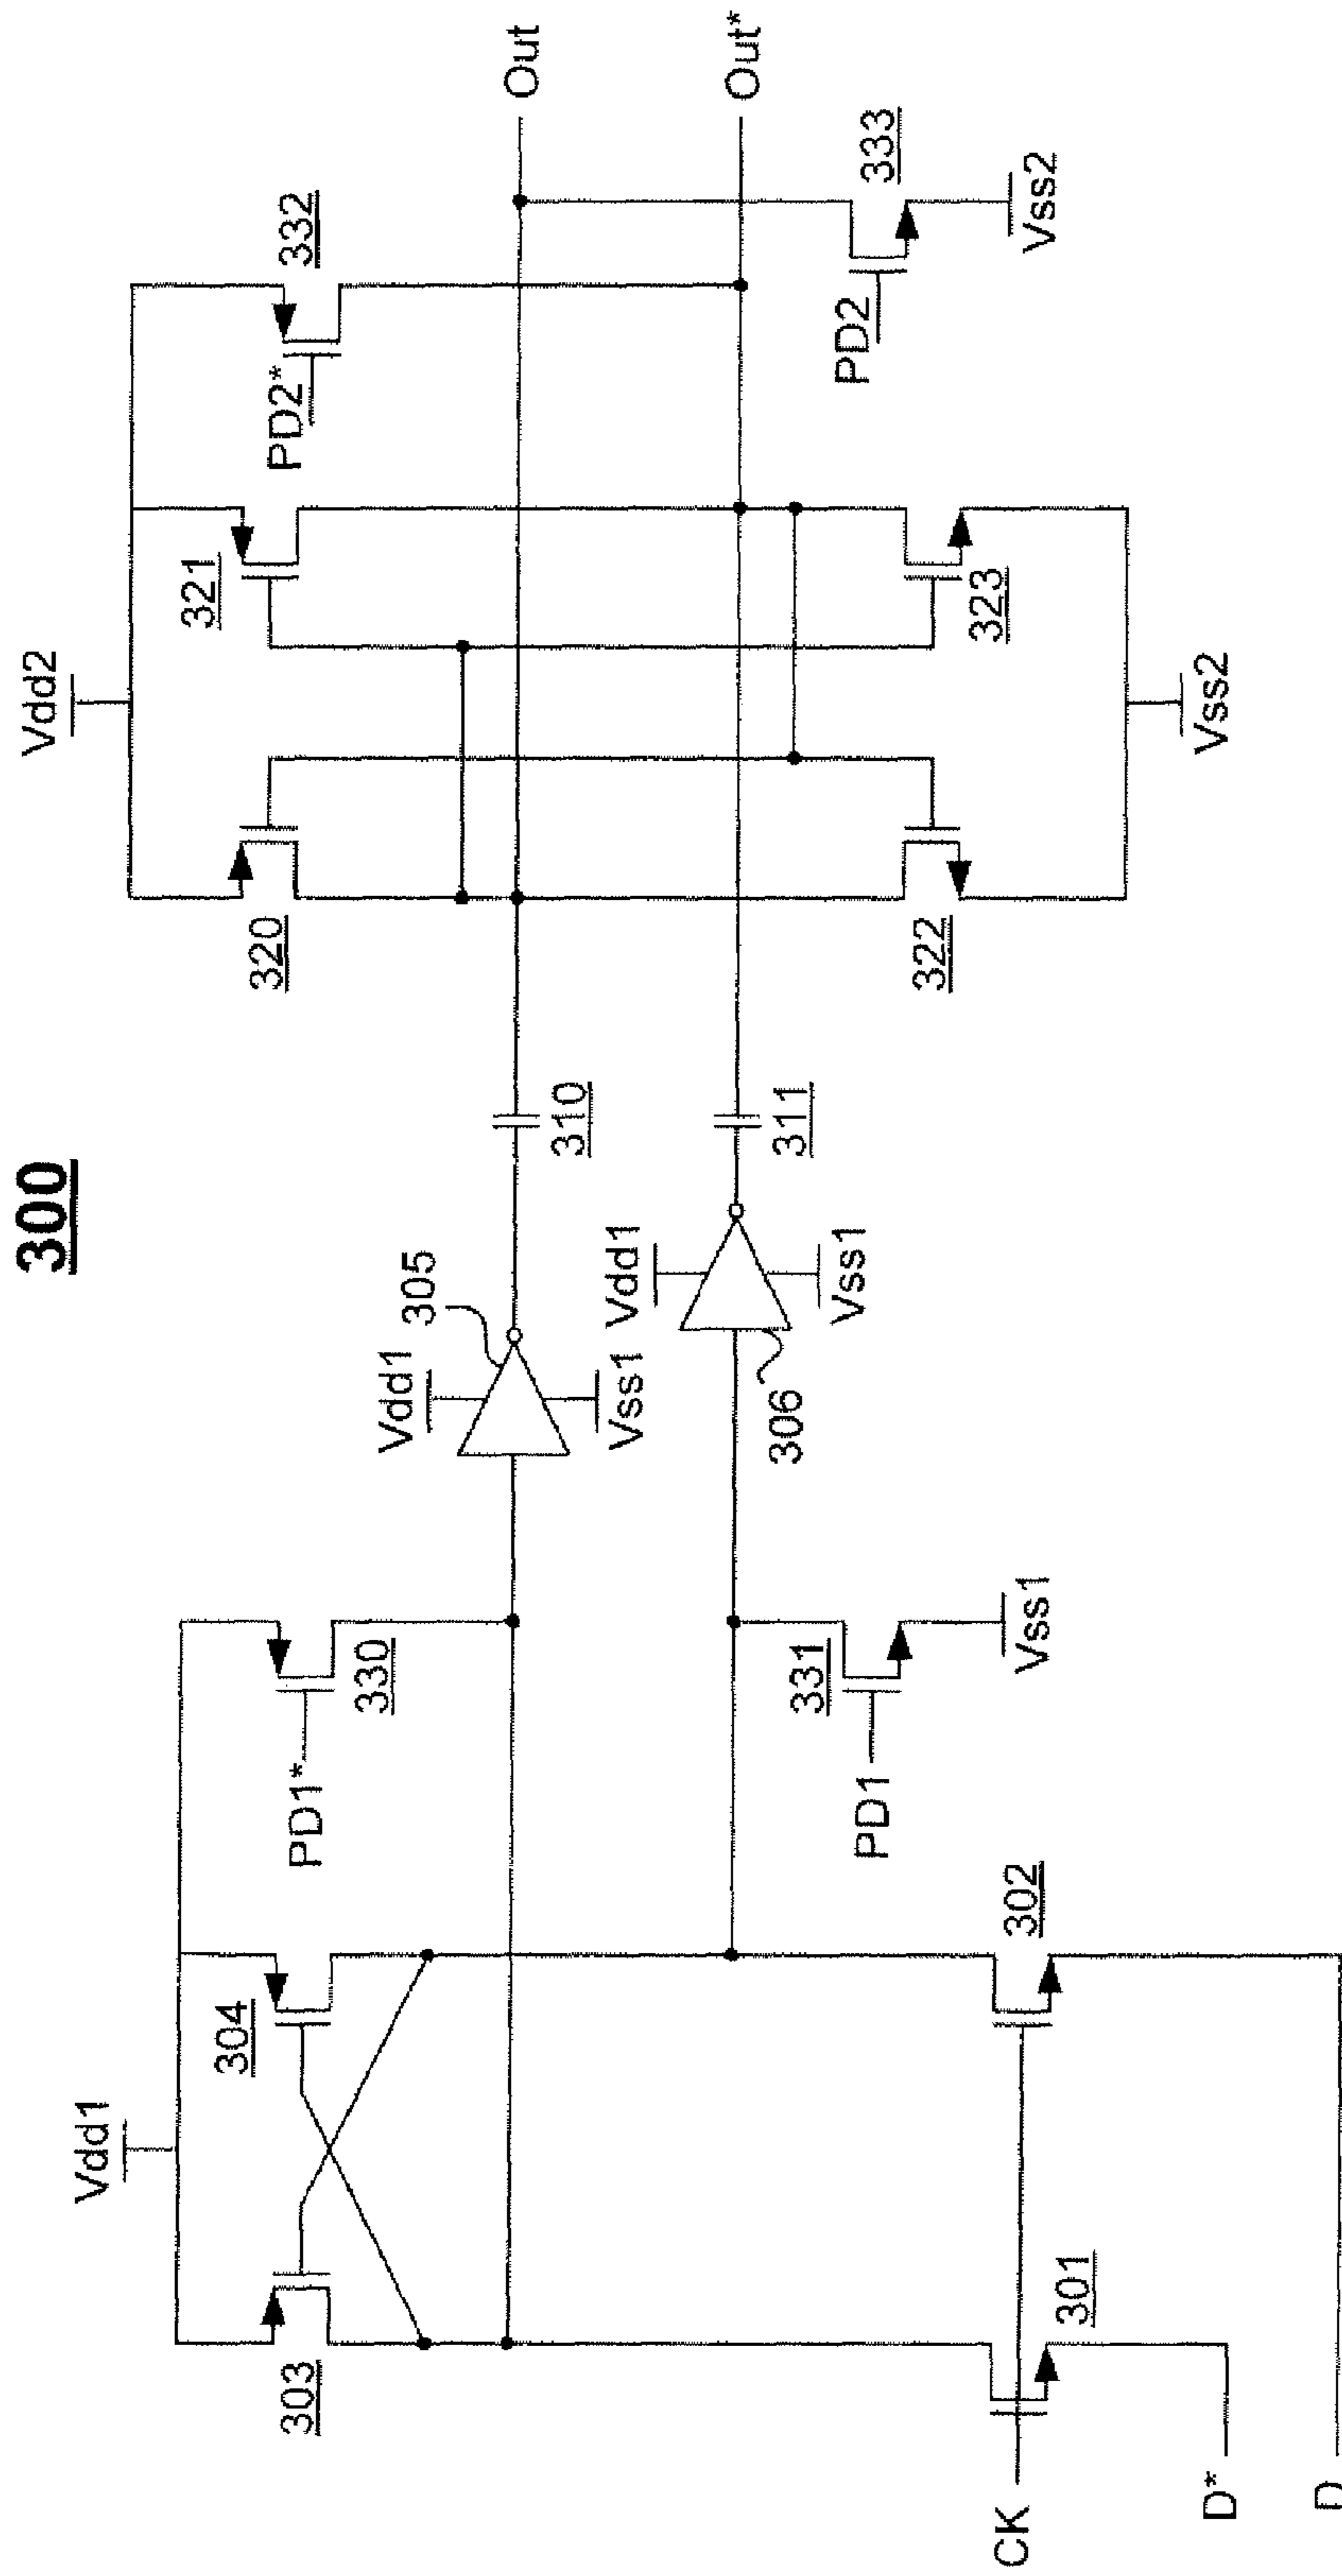 300
Vdd1
Vdd2
303
304
PD1*
330
Vdd1
305
Vss1
310
320
321
PD2*
332
Out
Vdd1
306
Vss1
311
Out*
PD1
331
Vss1
322
323
PD2
333
Vss2
CK
301
302
Vss2
D*
D